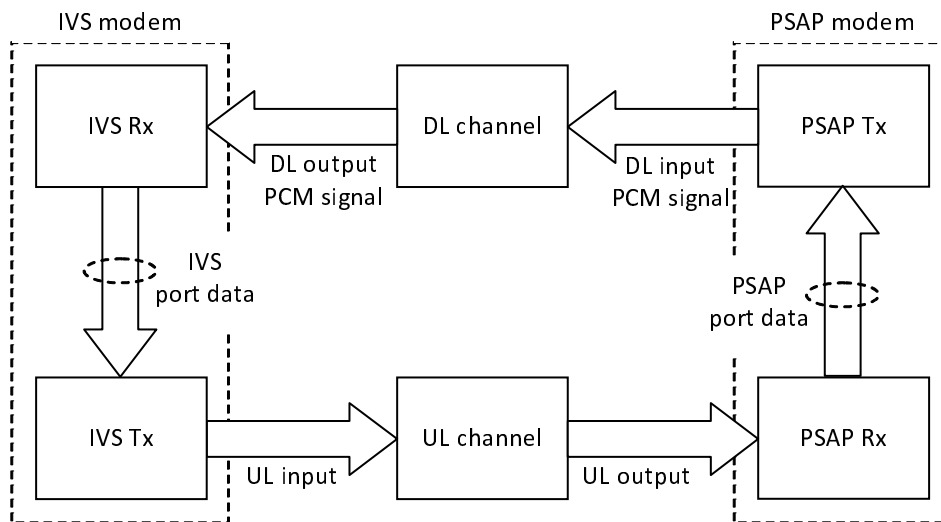 IVS modem
PSAP modem
IVS Rx
DL channel
PSAP Tx
DL output
PCM signal
DL input
PCM signal
IVS
port data
PSAP
port data
IVS Tx
UL channel
PSAP Rx
UL input
UL output